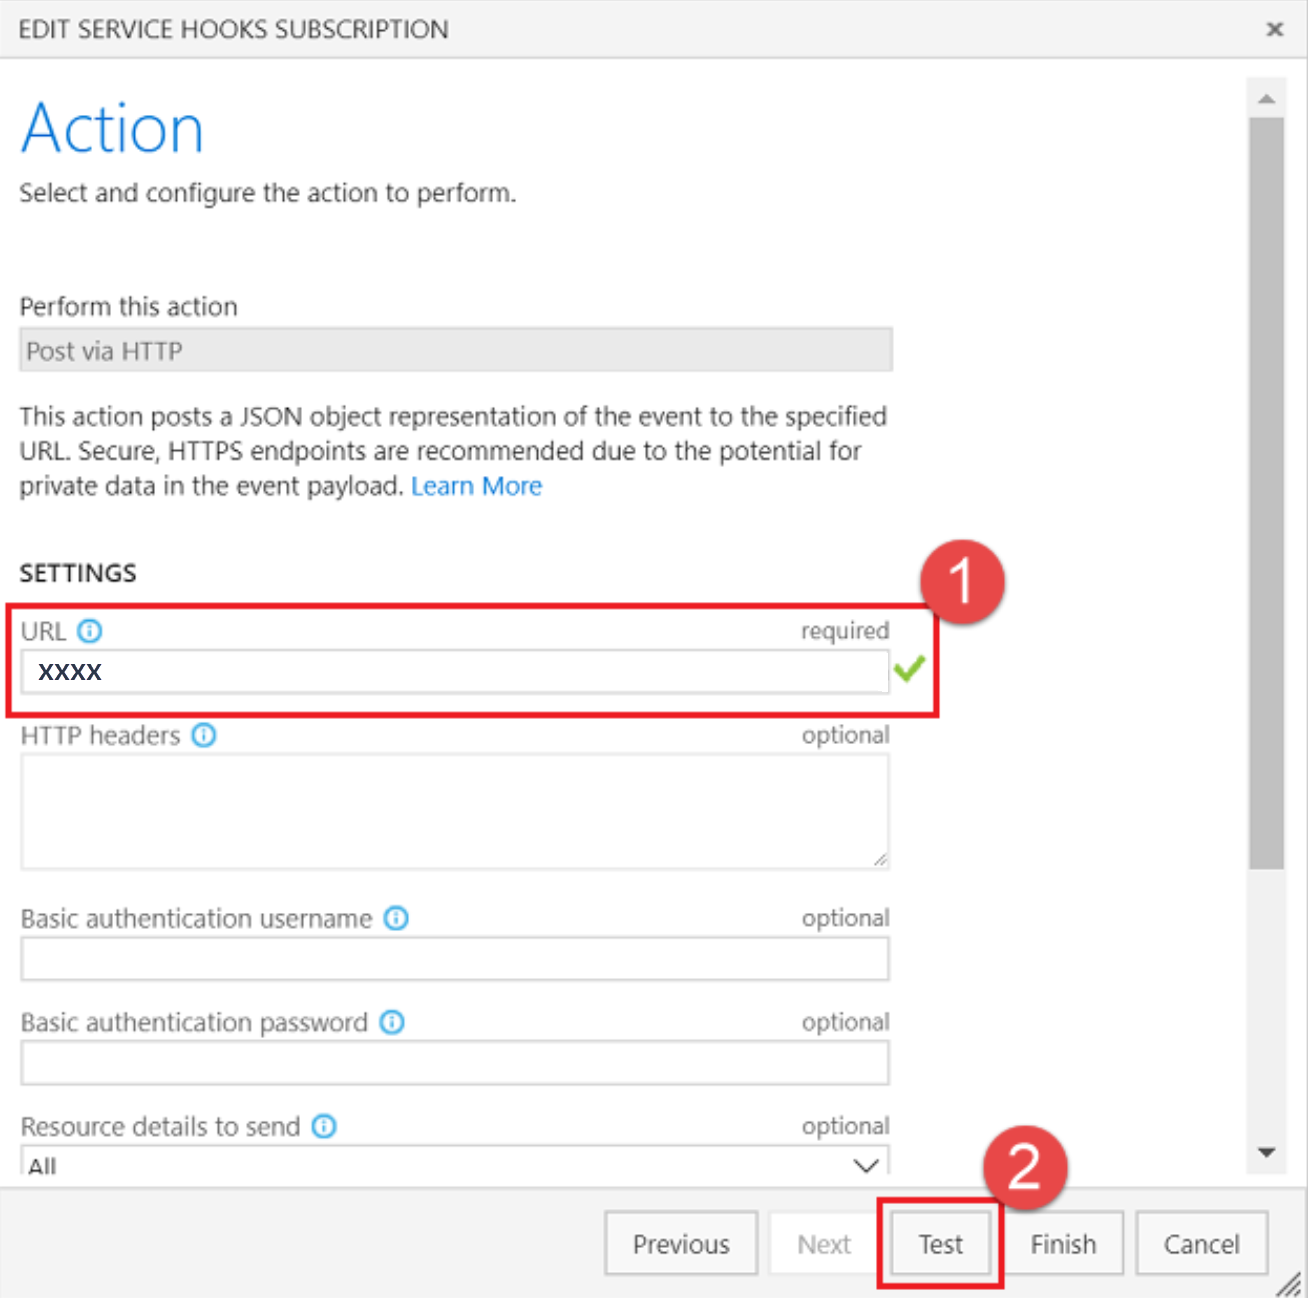 EDIT SERVICE HOOKS SUBSCRIPTION
Action
Select and configure the action to perform.
Perform this action
Post via HTTP
This action posts a JSON object representation of the event to the specified
URL. Secure, HTTPS endpoints are recommended due to the potential for
private data in the event payload. Learn More
SETTINGS
1
URL required
XXXX
HTTP headers optional
Basic authentication username optional
Basic authentication password optional
Resource details to send optional
All
2
Previous Next Test Finish Cancel